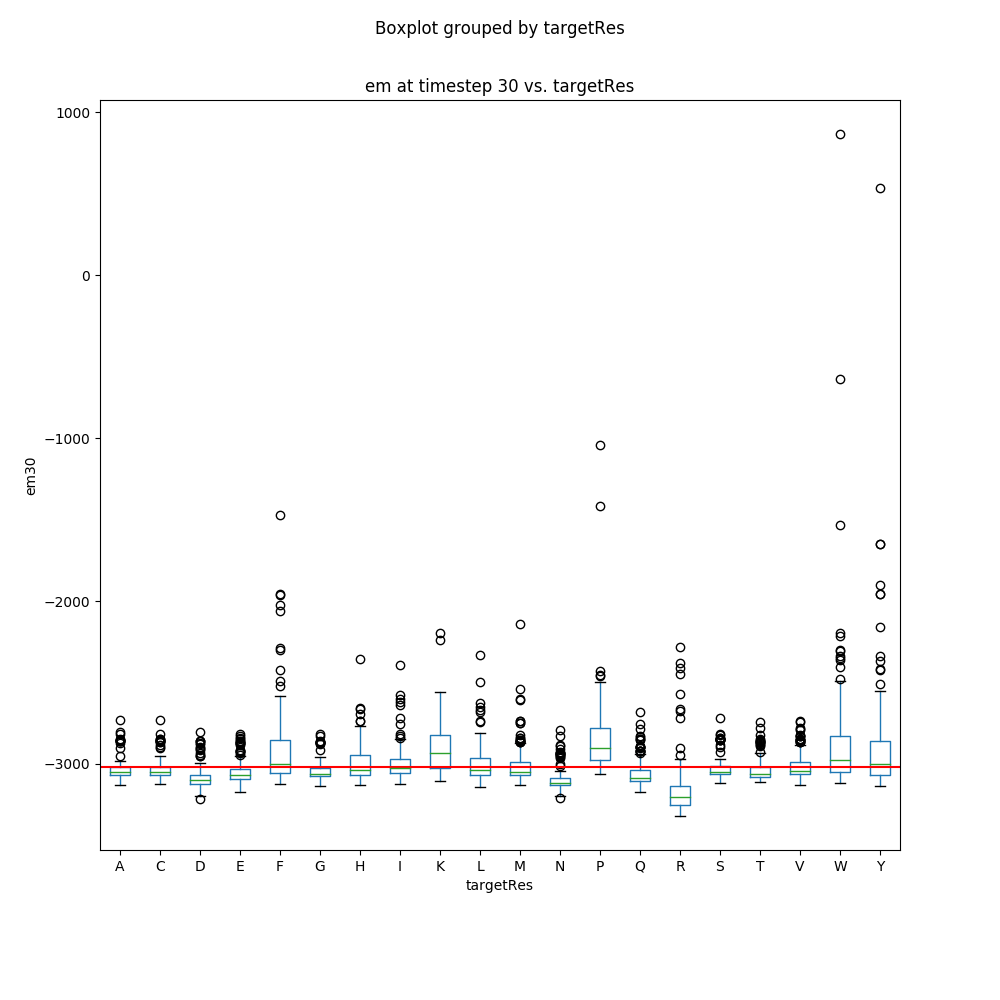 Boxplot grouped by targetRes
em at timestep 30 vs. targetRes
1000
0
−1000
−2000
−3000
em30
A C D E F G H I K L M N P Q R S T V W Y
targetRes